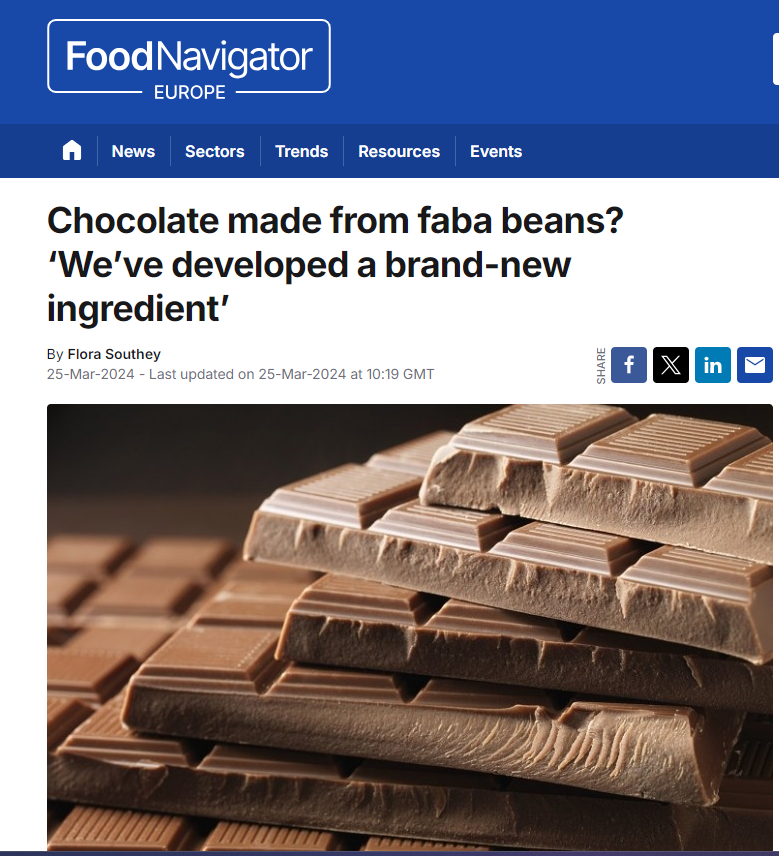 FoodNavigator
EUROPE
News
Sectors
Trends
Resources
Events
Chocolate made from faba beans?
‘We’ve developed a brand-new
ingredient’
By Flora Southey
25-Mar-2024 - Last updated on 25-Mar-2024 at 10:19 GMT
SHARE
f
X
in